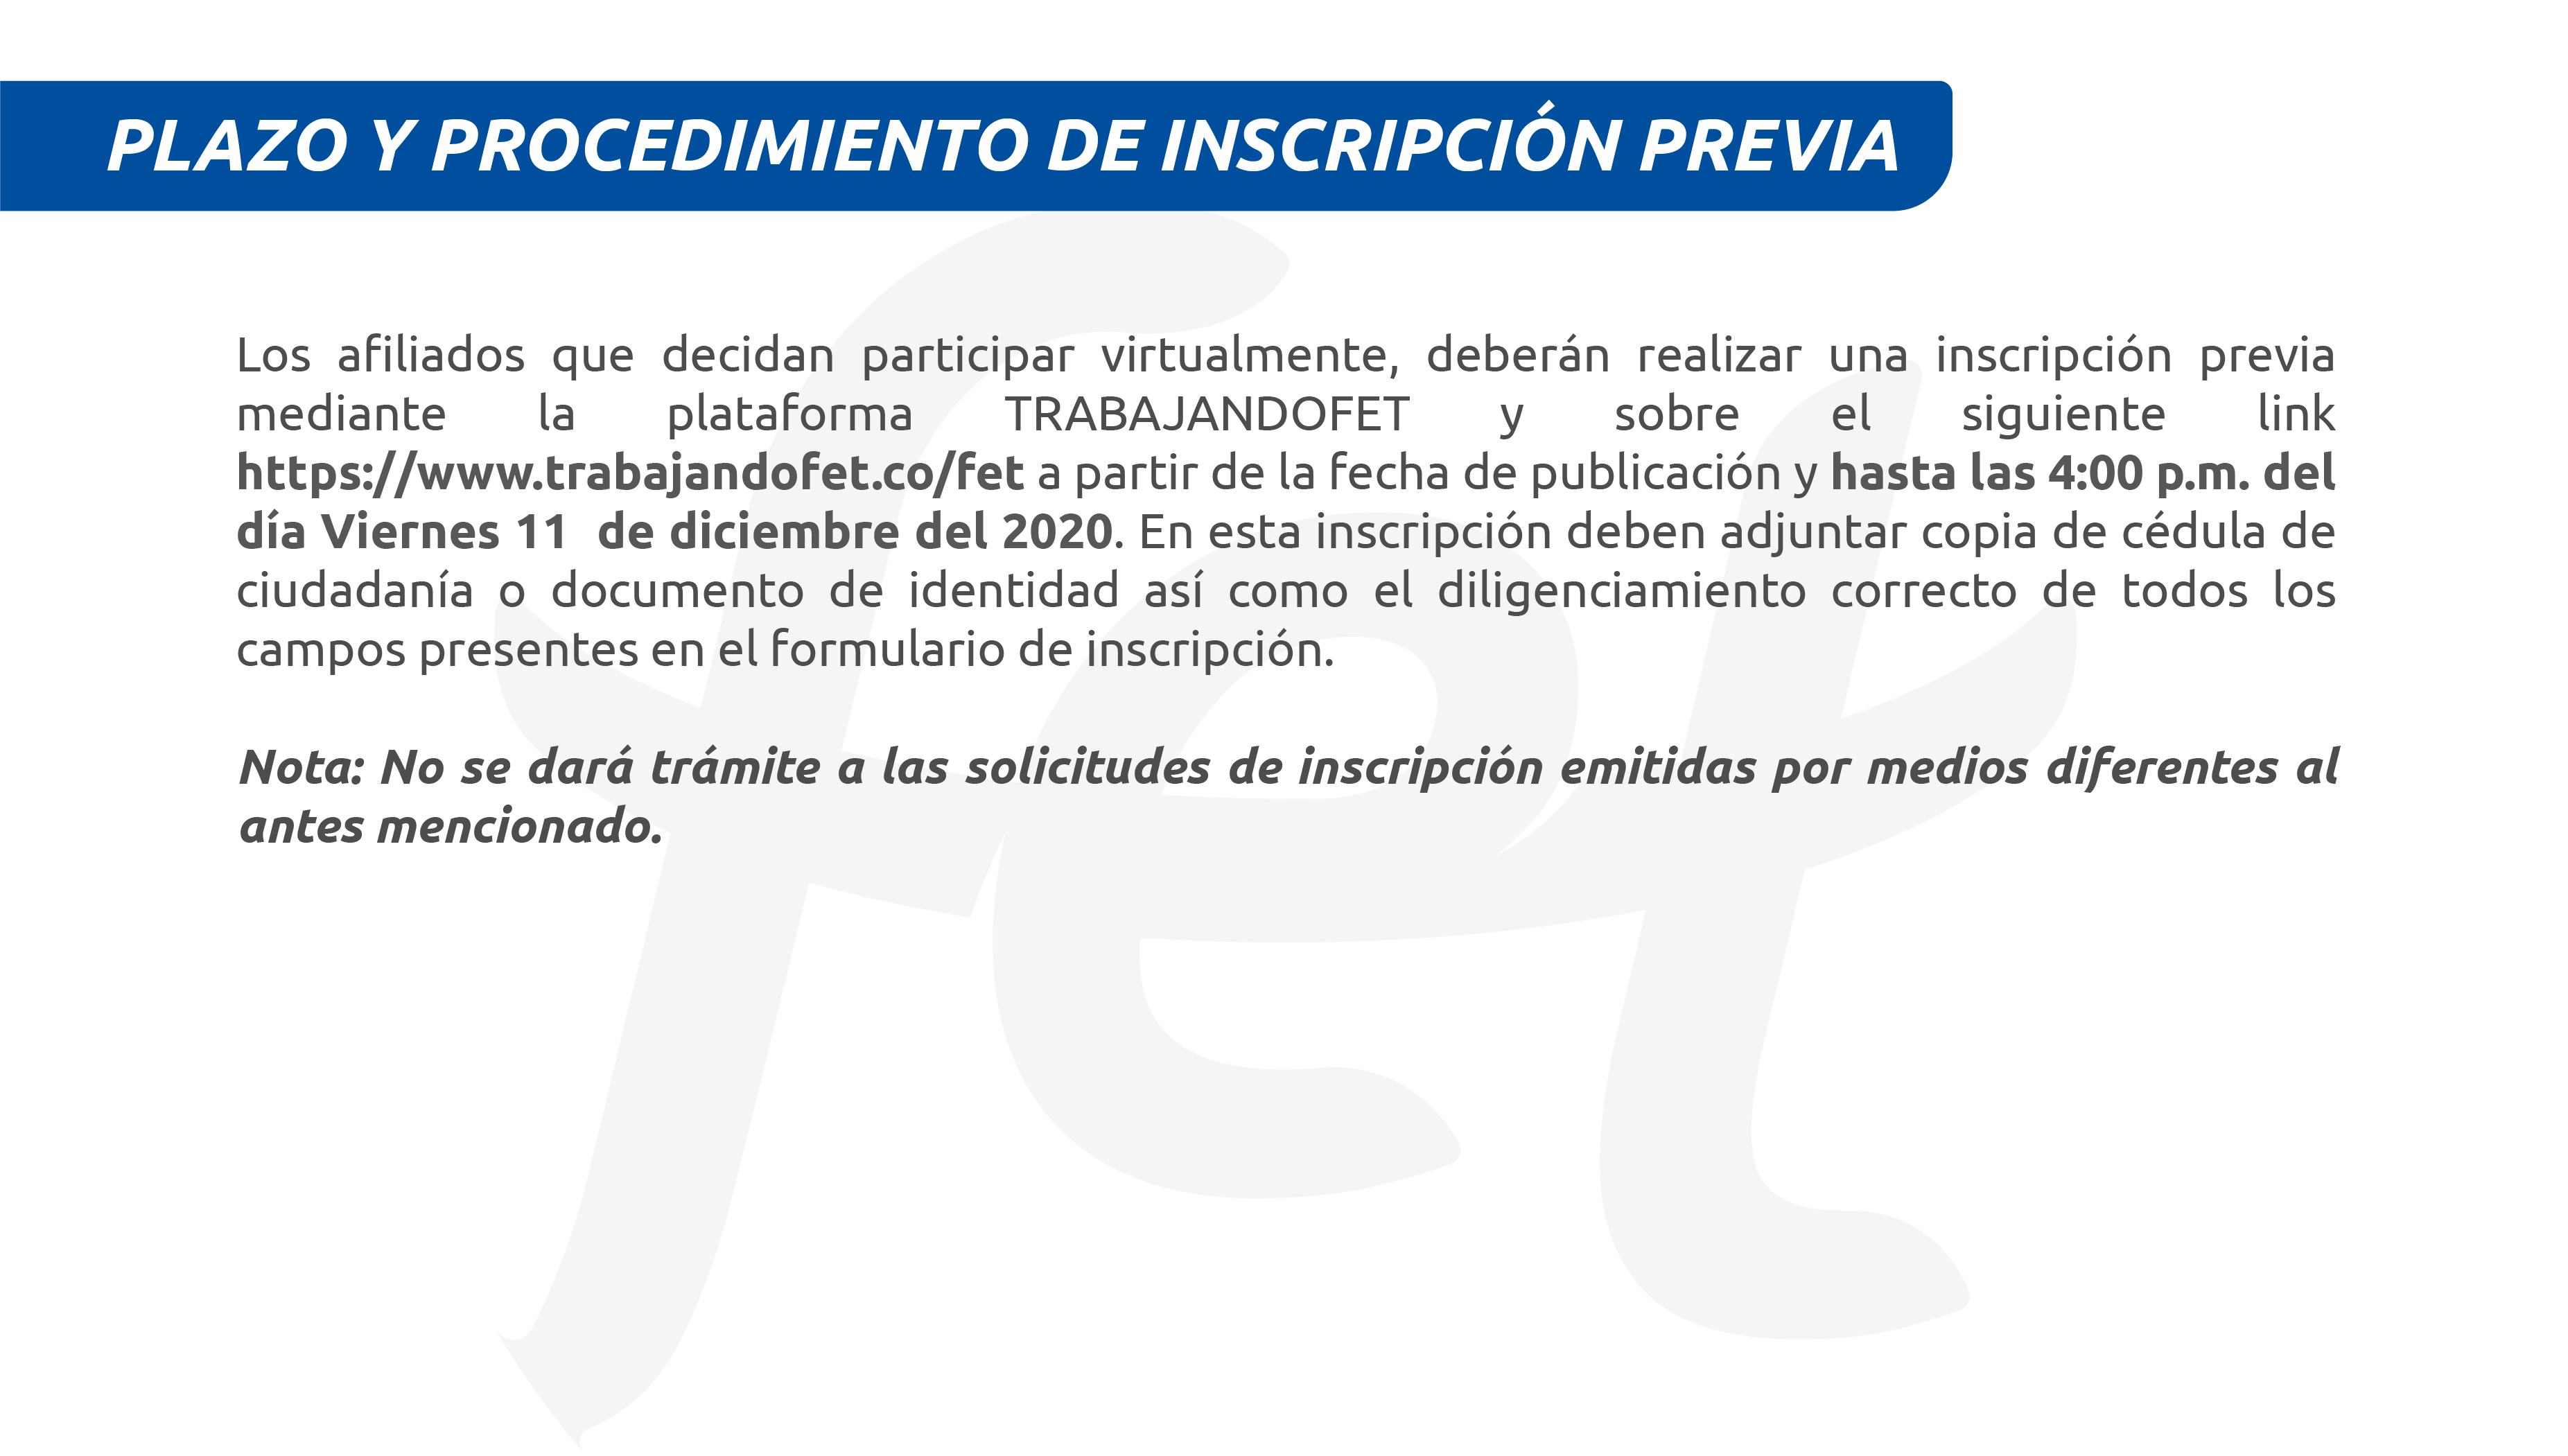 PLAZO Y PROCEDIMIENTO DE INSCRIPCIÓN PREVIA
Los afiliados que decidan participar virtualmente, deberán realizar una inscripción previa
mediante la plataforma TRABAJANDOFET y sobre el siguiente link
https://www.trabajandofet.co/fet a partir de la fecha de publicación y hasta las 4:00 p.m. del
día Viernes 11 de diciembre del 2020. En esta inscripción deben adjuntar copia de cédula de
ciudadanía o documento de identidad así como el diligenciamiento correcto de todos los
campos presentes en el formulario de inscripción.
Nota: No se dará trámite a las solicitudes de inscripción emitidas por medios diferentes al
antes mencionado.
fet